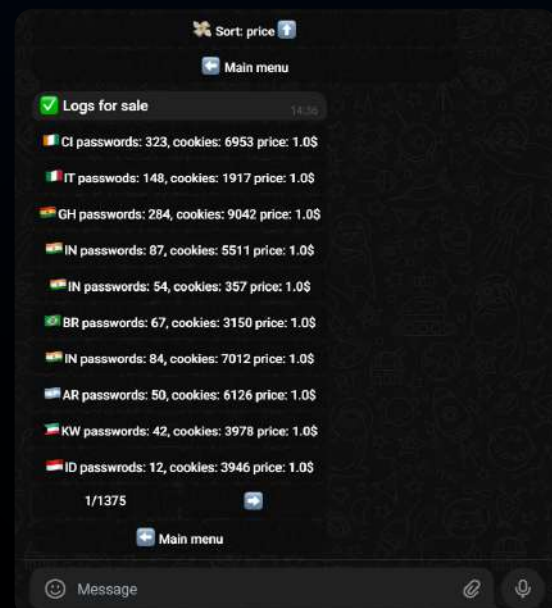 Sort: price
Main menu
Logs for sale
14:36
CI passwords: 323, cookies: 6953 price: 1.0$
IT passwods: 148, cookies: 1917 price: 1.0$
GH passwords: 284, cookies: 9042 price: 1.0$
IN passwords: 87, cookies: 5511 price: 1.0$
IN passwords: 54, cookies: 357 price: 1.0$
BR passwords: 67, cookies: 3150 price: 1.0$
IN passwords: 84, cookies: 7012 price: 1.0$
AR passwords: 50, cookies: 6126 price: 1.0$
KW passwords: 42, cookies: 3978 price: 1.0$
ID passwrods: 12, cookies: 3946 price: 1.0$
1/1375
Main menu
Message